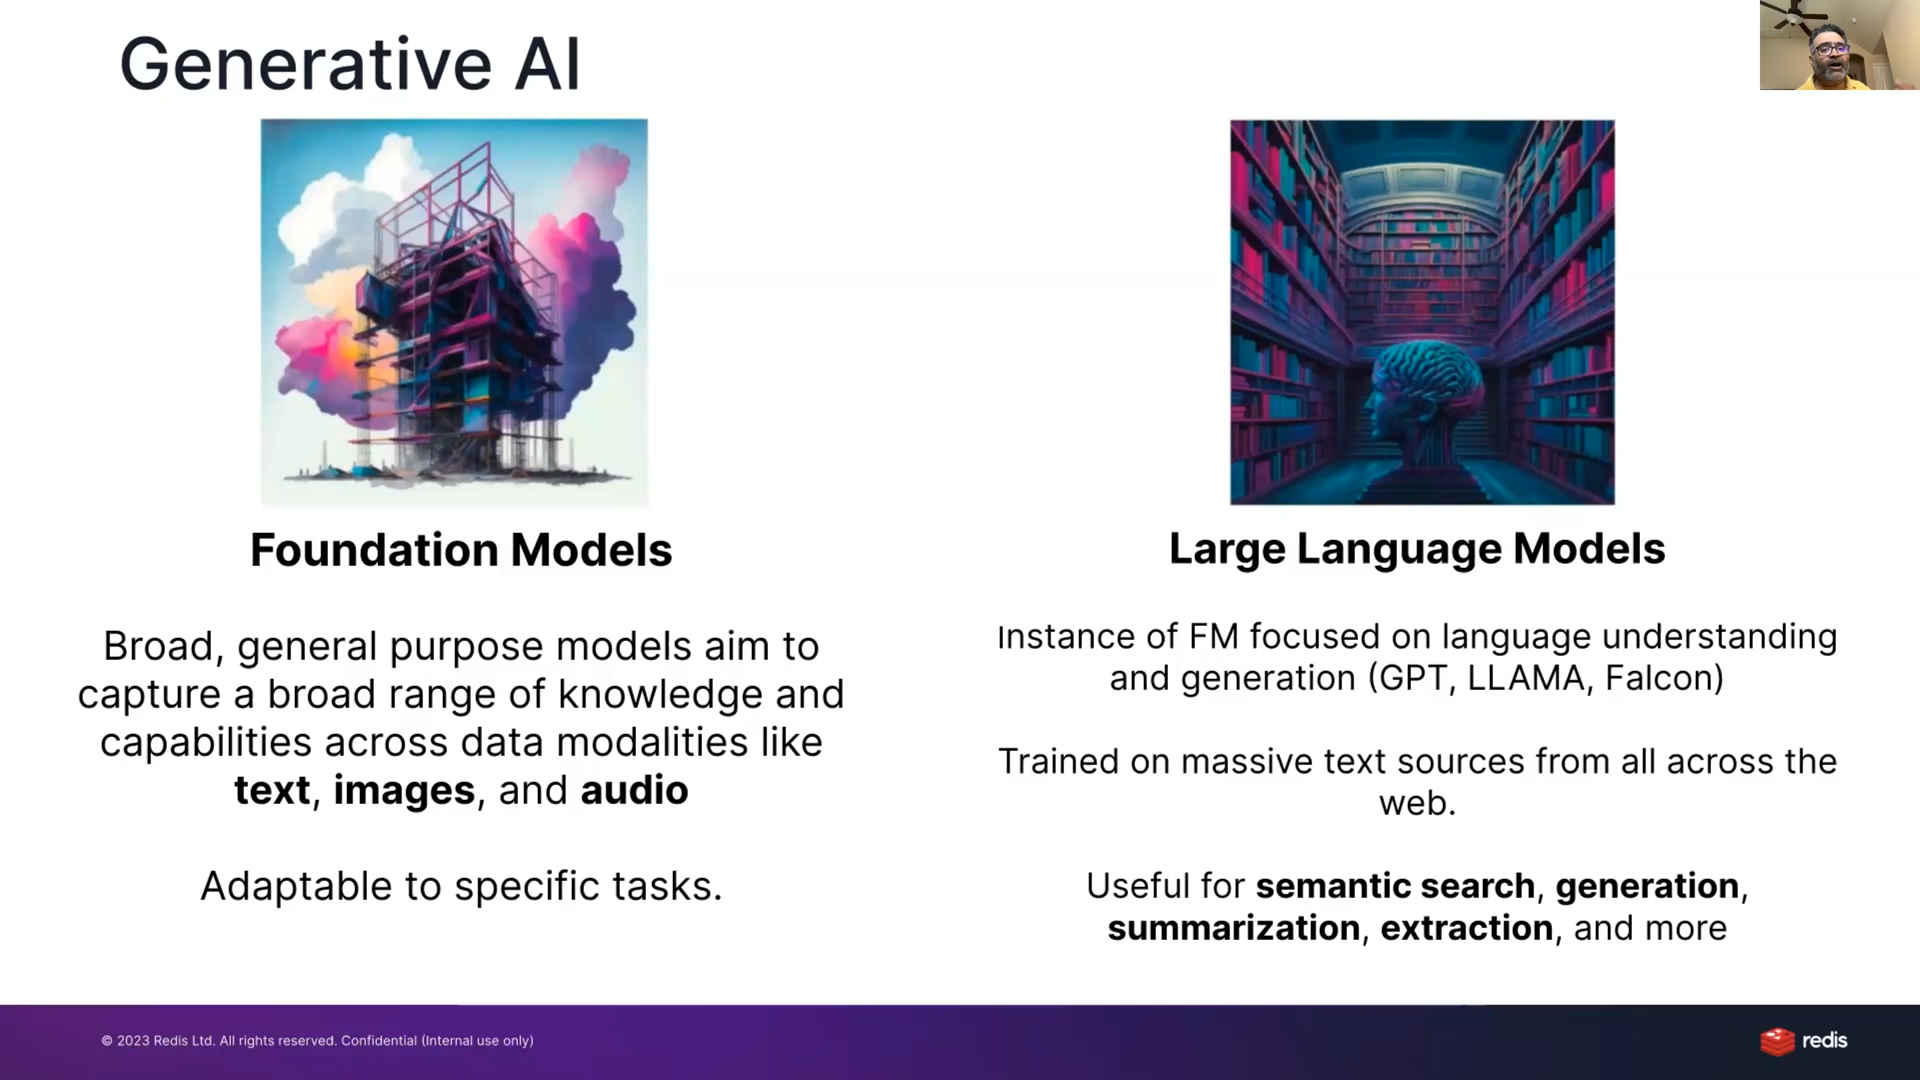 Generative AI
Foundation Models
Broad, general purpose models aim to
capture a broad range of knowledge and
capabilities across data modalities like
text, images, and audio
Adaptable to specific tasks.
Large Language Models
Instance of FM focused on language understanding
and generation (GPT, LLAMA, Falcon)
Trained on massive text sources from all across the
web.
Useful for semantic search, generation,
summarization, extraction, and more
© 2023 Redis Ltd. All rights reserved. Confidential (Internal use only)
redis